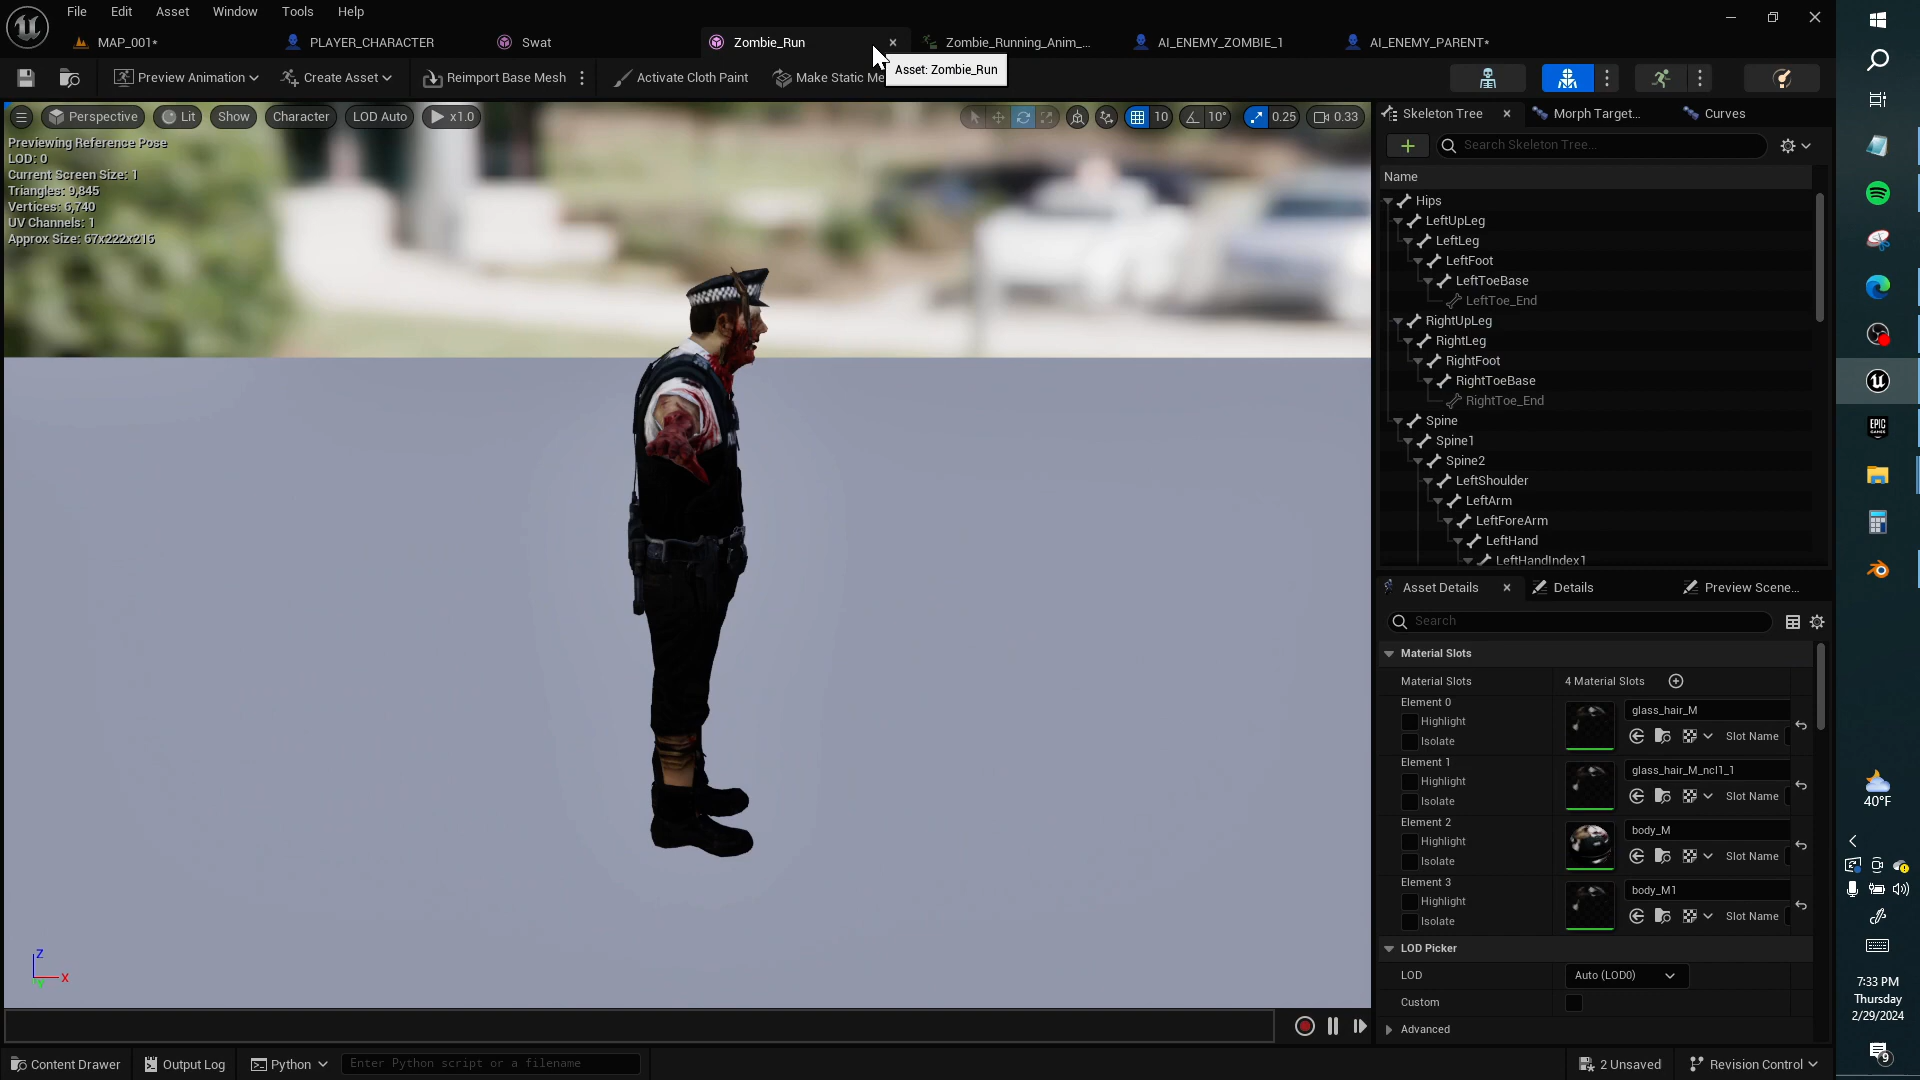 File Edit Asset Window Tools Help
MAP_001* PLAYER_CHARACTER Swat Zombie_Run Zombie_Running_Anim_... AI_ENEMY_ZOMBIE_1 AI_ENEMY_PARENT*
Asset: Zombie_Run
Preview Animation Create Asset Reimport Base Mesh Activate Cloth Paint Make Static Me
Perspective Lit Show Character LOD Auto x1.0 10 10° 0.25 0.33
Previewing Reference Pose
LOD: 0
Current Screen Size: 1
Triangles: 9,845
Vertices: 6,740
UV Channels: 1
Approx Size: 67x222x216
Z
X
Y
Skeleton Tree Morph Target... Curves
Search Skeleton Tree...
Name
Hips
LeftUpLeg
LeftLeg
LeftFoot
LeftToeBase
LeftToe_End
RightUpLeg
RightLeg
RightFoot
RightToeBase
RightToe_End
Spine
Spine1
Spine2
LeftShoulder
LeftArm
LeftForeArm
LeftHand
LeftHandIndex1
Asset Details Details Preview Scene...
Search
Material Slots
Material Slots 4 Material Slots
Element 0
Highlight
Isolate
glass_hair_M
Slot Name
Element 1
Highlight
Isolate
glass_hair_M_ncl1_1
Slot Name
Element 2
Highlight
Isolate
body_M
Slot Name
Element 3
Highlight
Isolate
body_M1
Slot Name
LOD Picker
LOD Auto (LOD0)
Custom
Advanced
Content Drawer Output Log Python Enter Python script or a filename 2 Unsaved Revision Control
EPIC
GAMES
40°F
7:33 PM
Thursday
2/29/2024
9